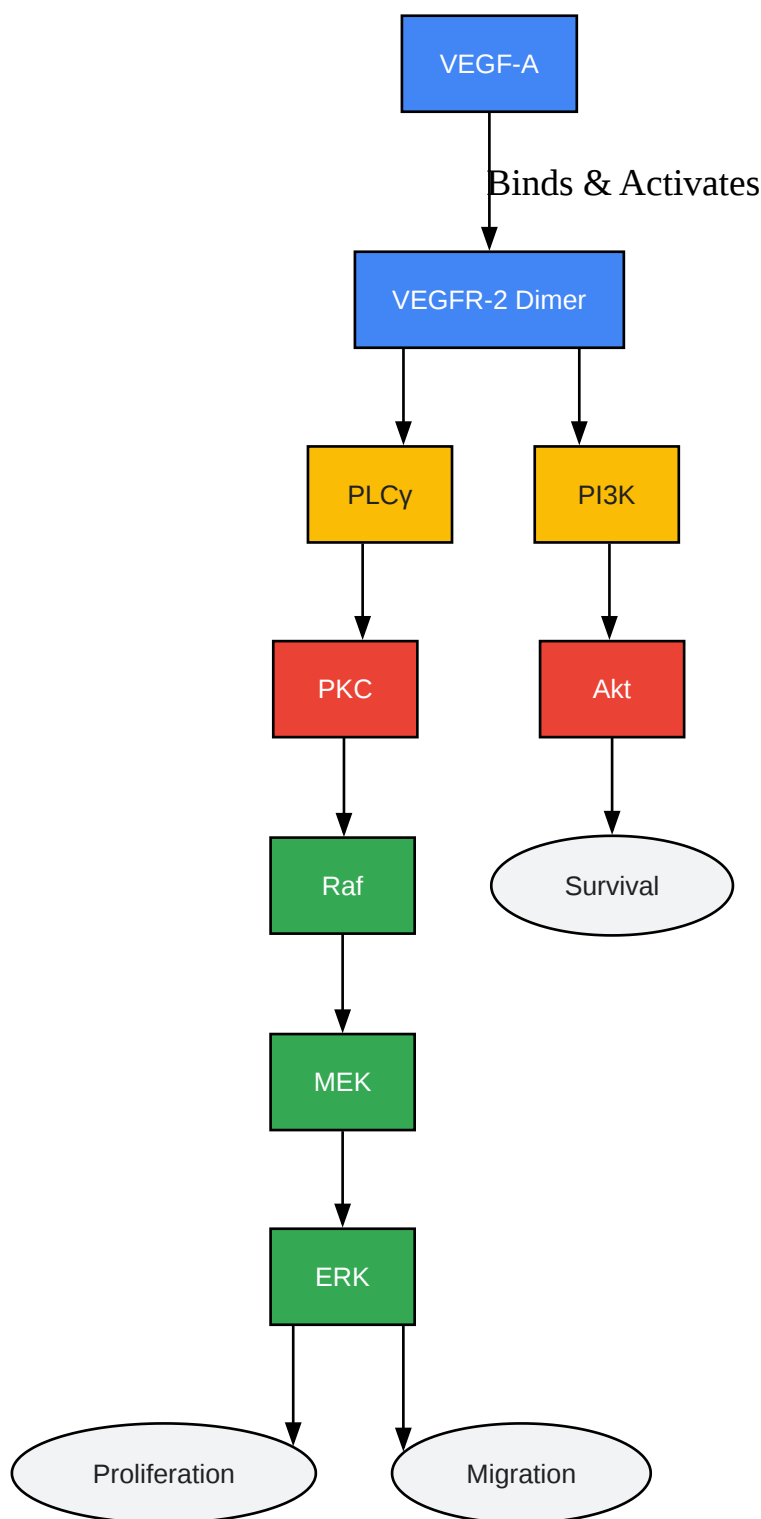 VEGF-A
Binds & Activates
VEGFR-2 Dimer
PLCγ
PI3K
PKC
Akt
Raf
Survival
MEK
ERK
Proliferation
Migration